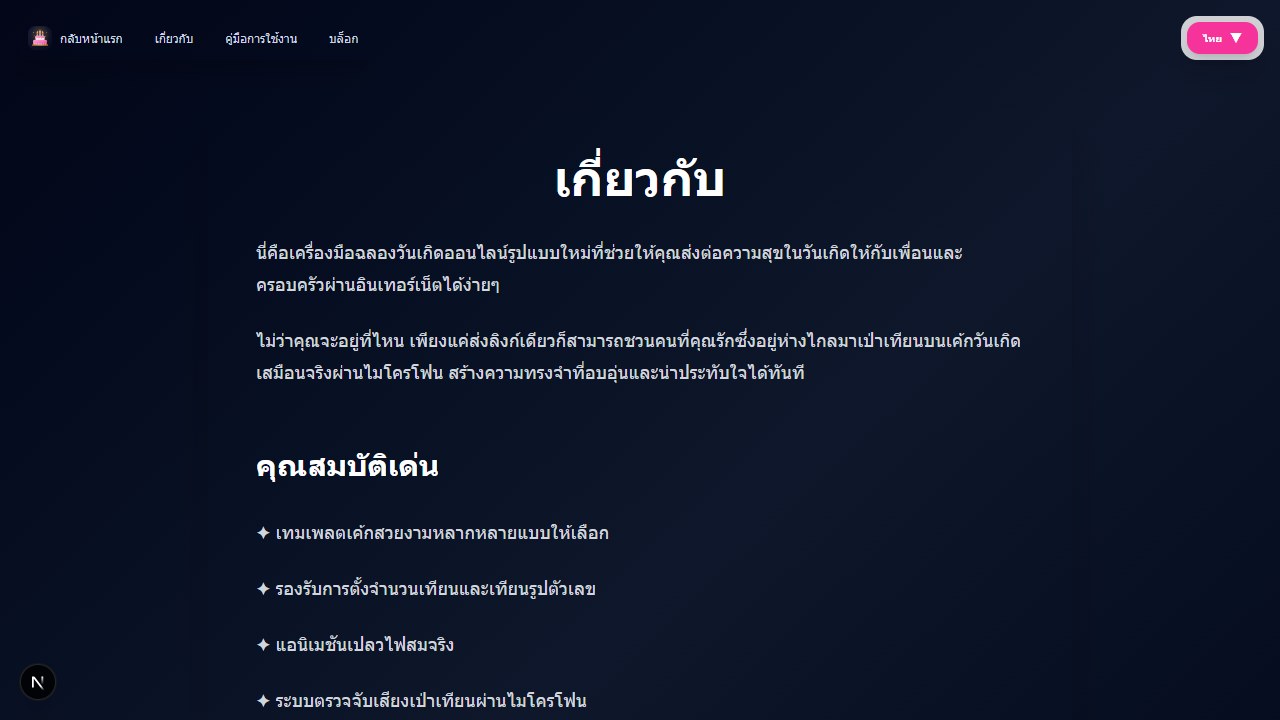 กลับหน้าแรก
เกี่ยวกับ
คู่มือการใช้งาน
บล็อก
ไทย ▼
เกี่ยวกับ
นี่คือเครื่องมือฉลองวันเกิดออนไลน์รูปแบบใหม่ที่ช่วยให้คุณส่งต่อความสุขในวันเกิดให้กับเพื่อนและ
ครอบครัวผ่านอินเทอร์เน็ตได้ง่ายๆ
ไม่ว่าคุณจะอยู่ที่ไหน เพียงแค่ส่งลิงก์เดียวก็สามารถชวนคนที่คุณรักซึ่งอยู่ห่างไกลมาเป่าเทียนบนเค้กวันเกิด
เสมือนจริงผ่านไมโครโฟน สร้างความทรงจำที่อบอุ่นและน่าประทับใจได้ทันที
คุณสมบัติเด่น
✦ เทมเพลตเค้กสวยงามหลากหลายแบบให้เลือก
✦ รองรับการตั้งจำนวนเทียนและเทียนรูปตัวเลข
✦ แอนิเมชันเปลวไฟสมจริง
✦ ระบบตรวจจับเสียงเป่าเทียนผ่านไมโครโฟน
N